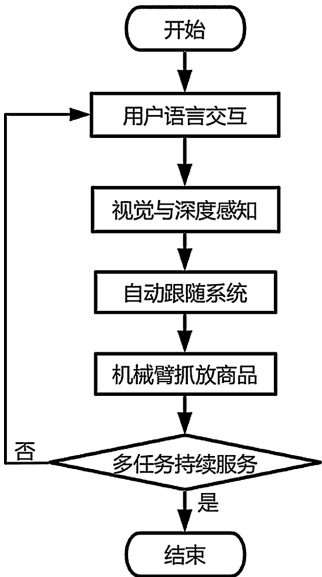 开始
用户语言交互
视觉与深度感知
自动跟随系统
机械臂抓放商品
否
多任务持续服务
是
结束